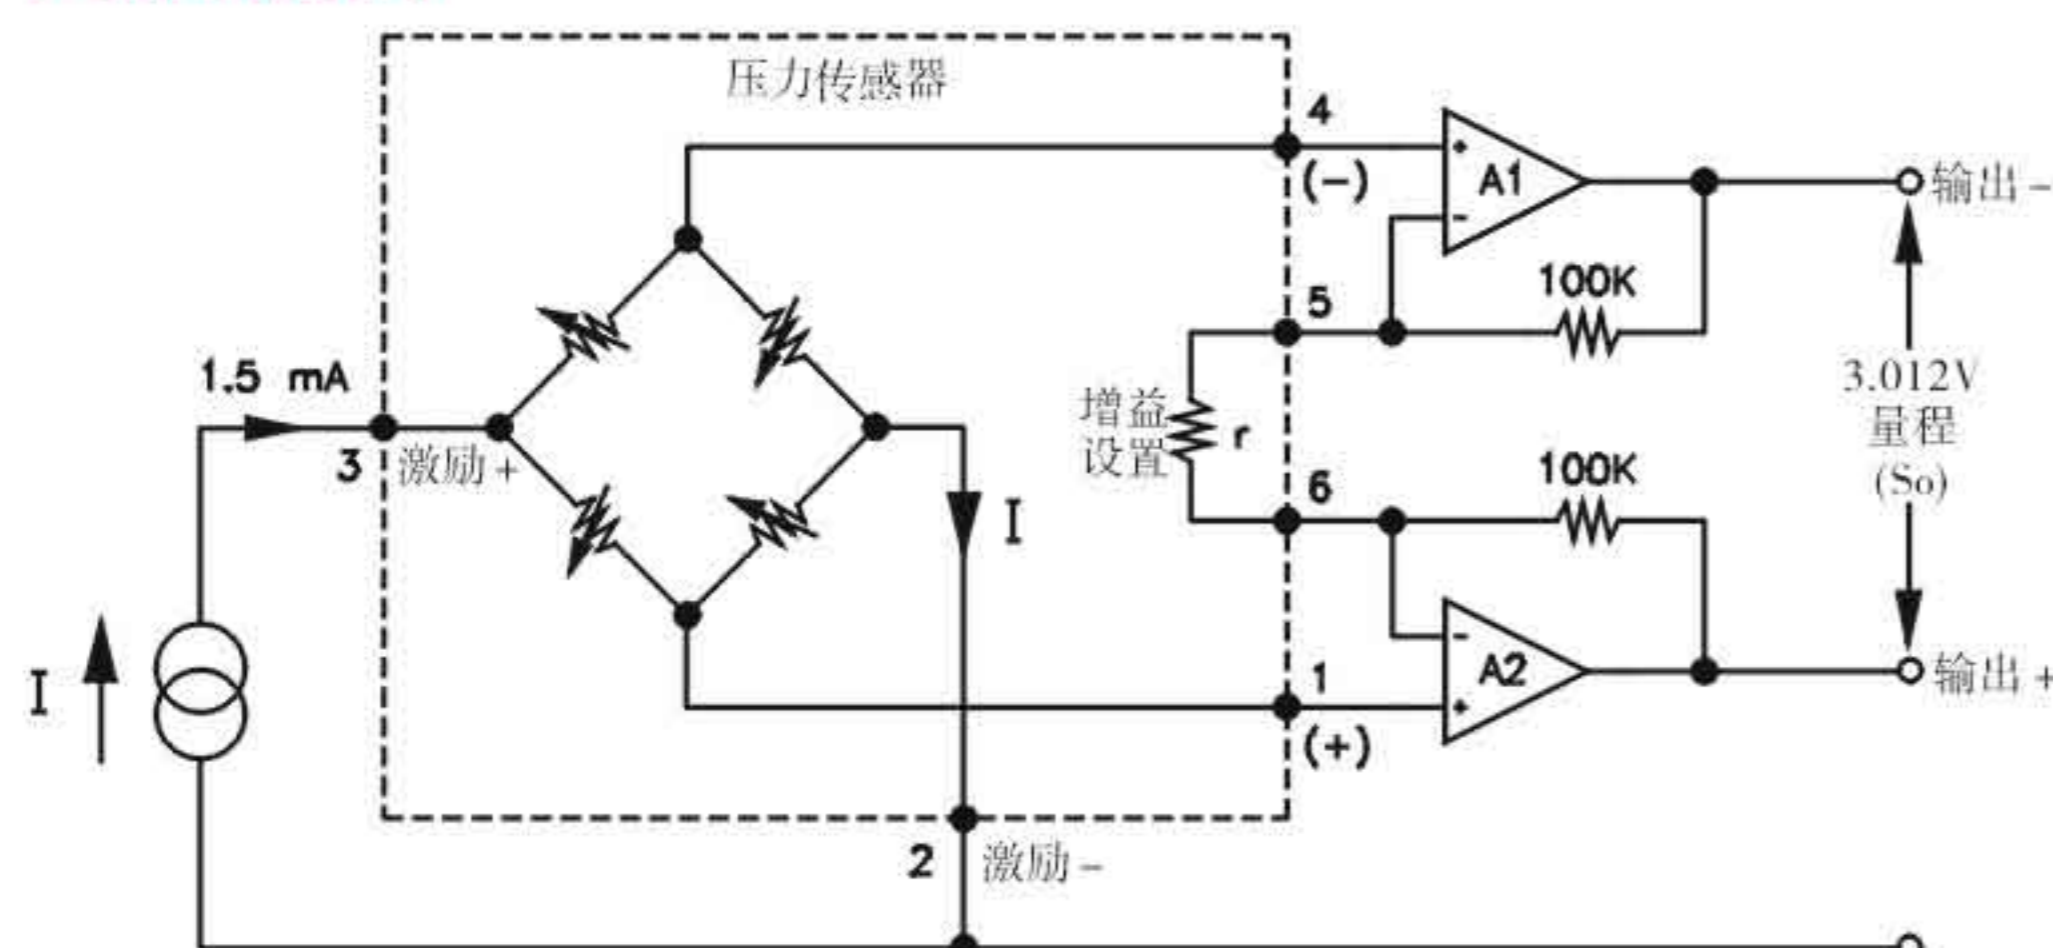 压力传感器
4
(-)
+
A1
-
输出-
5
100K
1.5 mA
3
激励+
增益
设置
r
3.012V
量程
(So)
I
6
100K
-
A2
+
输出+
1
(+)
I
2
激励-